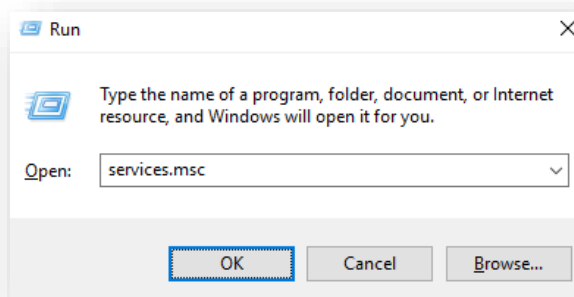 Run
Type the name of a program, folder, document, or Internet
resource, and Windows will open it for you.
Open: services.msc
OK Cancel Browse...